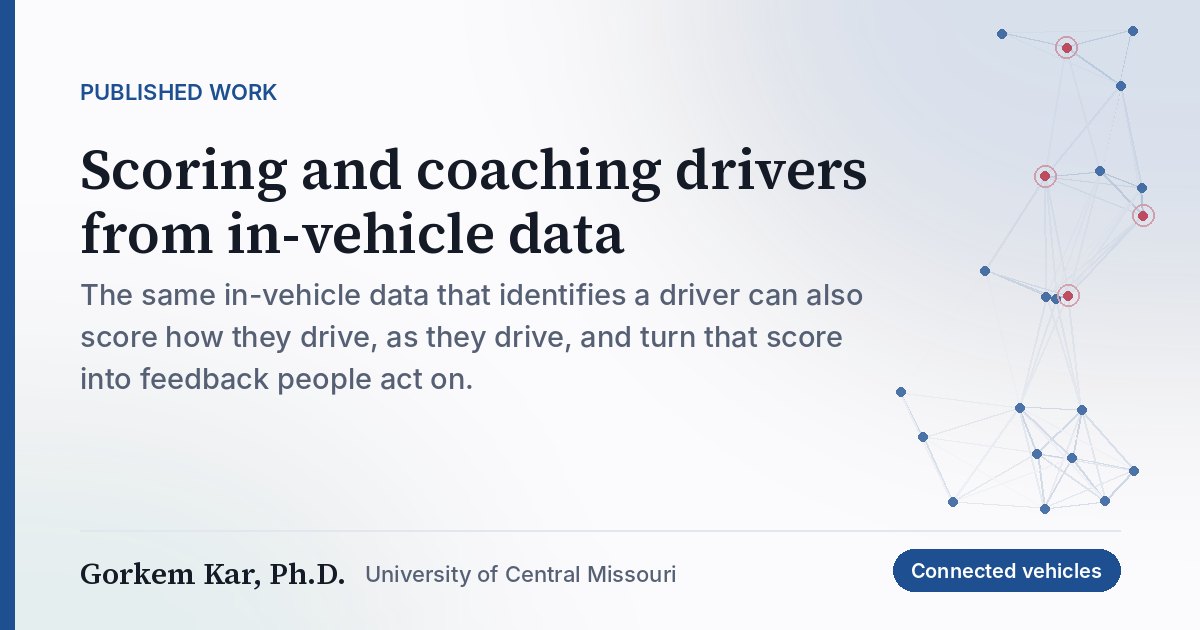 PUBLISHED WORK
Scoring and coaching drivers
from in-vehicle data
The same in-vehicle data that identifies a driver can also
score how they drive, as they drive, and turn that score
into feedback people act on.
Gorkem Kar, Ph.D. University of Central Missouri
Connected vehicles